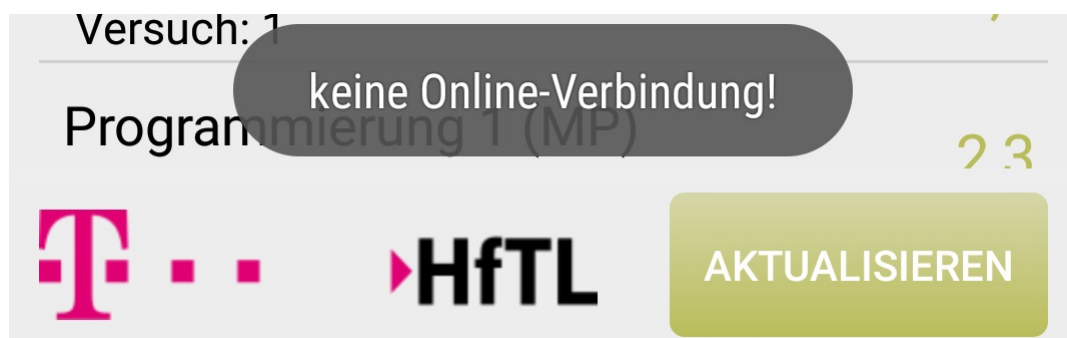 Versuch: 1
keine Online-Verbindung!
Programmierung 1 (MP)
2,3
T
HfTL
AKTUALISIEREN